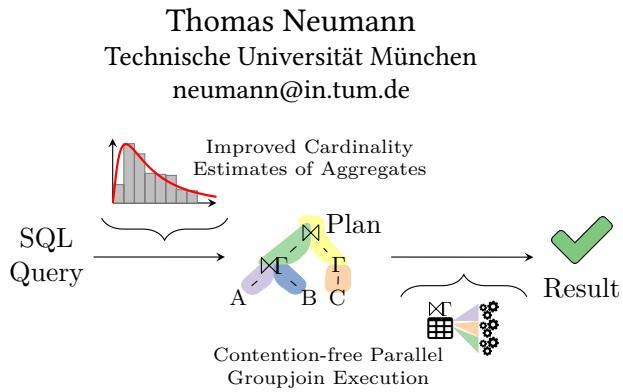 Thomas Neumann
Technische Universität München
neumann@in.tum.de
Improved Cardinality
Estimates of Aggregates
SQL
Query
⋈
Plan
⋈Γ
Γ
A
B
C
⋈Γ
Result
Contention-free Parallel
Groupjoin Execution